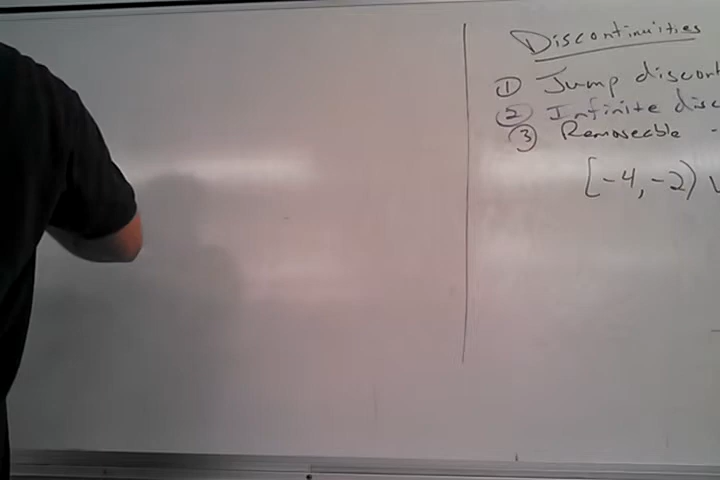 Discontinuities
① Jump discont
② Infinite disc
③ Removeable -
[-4, -2) ∪